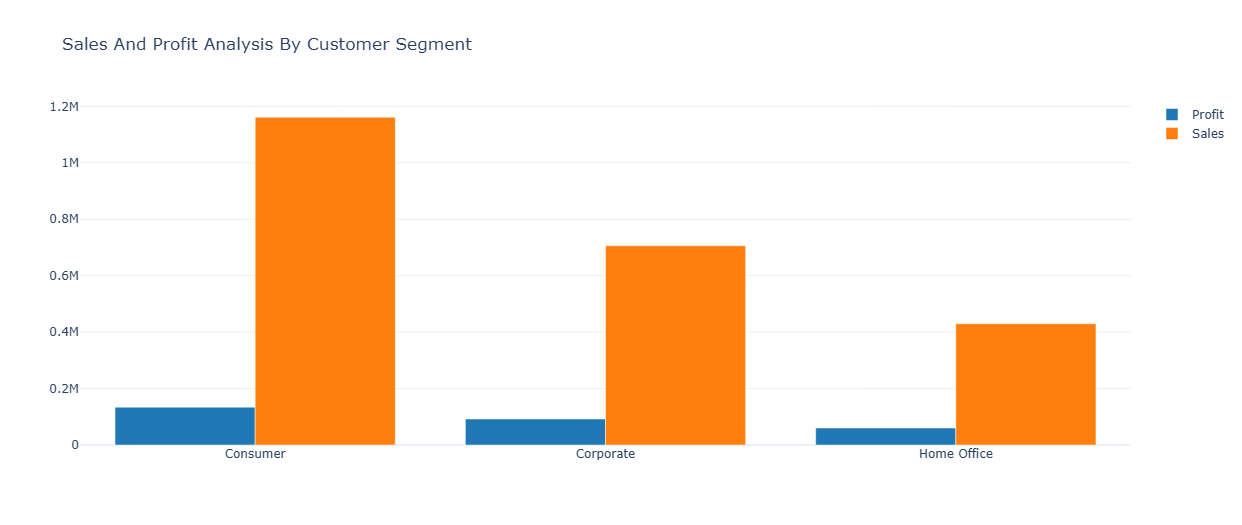 Sales And Profit Analysis By Customer Segment
1.2M
1M
0.8M
0.6M
0.4M
0.2M
0
Consumer
Corporate
Home Office
Profit
Sales